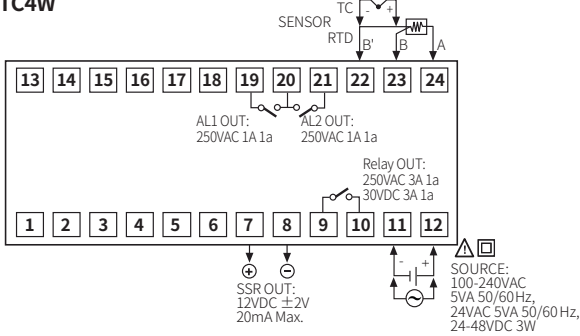 TC4W
TC
- +
SENSOR
RTD
B' B A
13 14 15 16 17 18 19 20 21 22 23 24
AL1 OUT:
250VAC 1A 1a
AL2 OUT:
250VAC 1A 1a
Relay OUT:
250VAC 3A 1a
30VDC 3A 1a
1 2 3 4 5 6 7 8 9 10 11 12
- +
SSR OUT:
12VDC ±2V
20mA Max.
SOURCE:
100-240VAC
5VA 50/60Hz,
24VAC 5VA 50/60Hz,
24-48VDC 3W